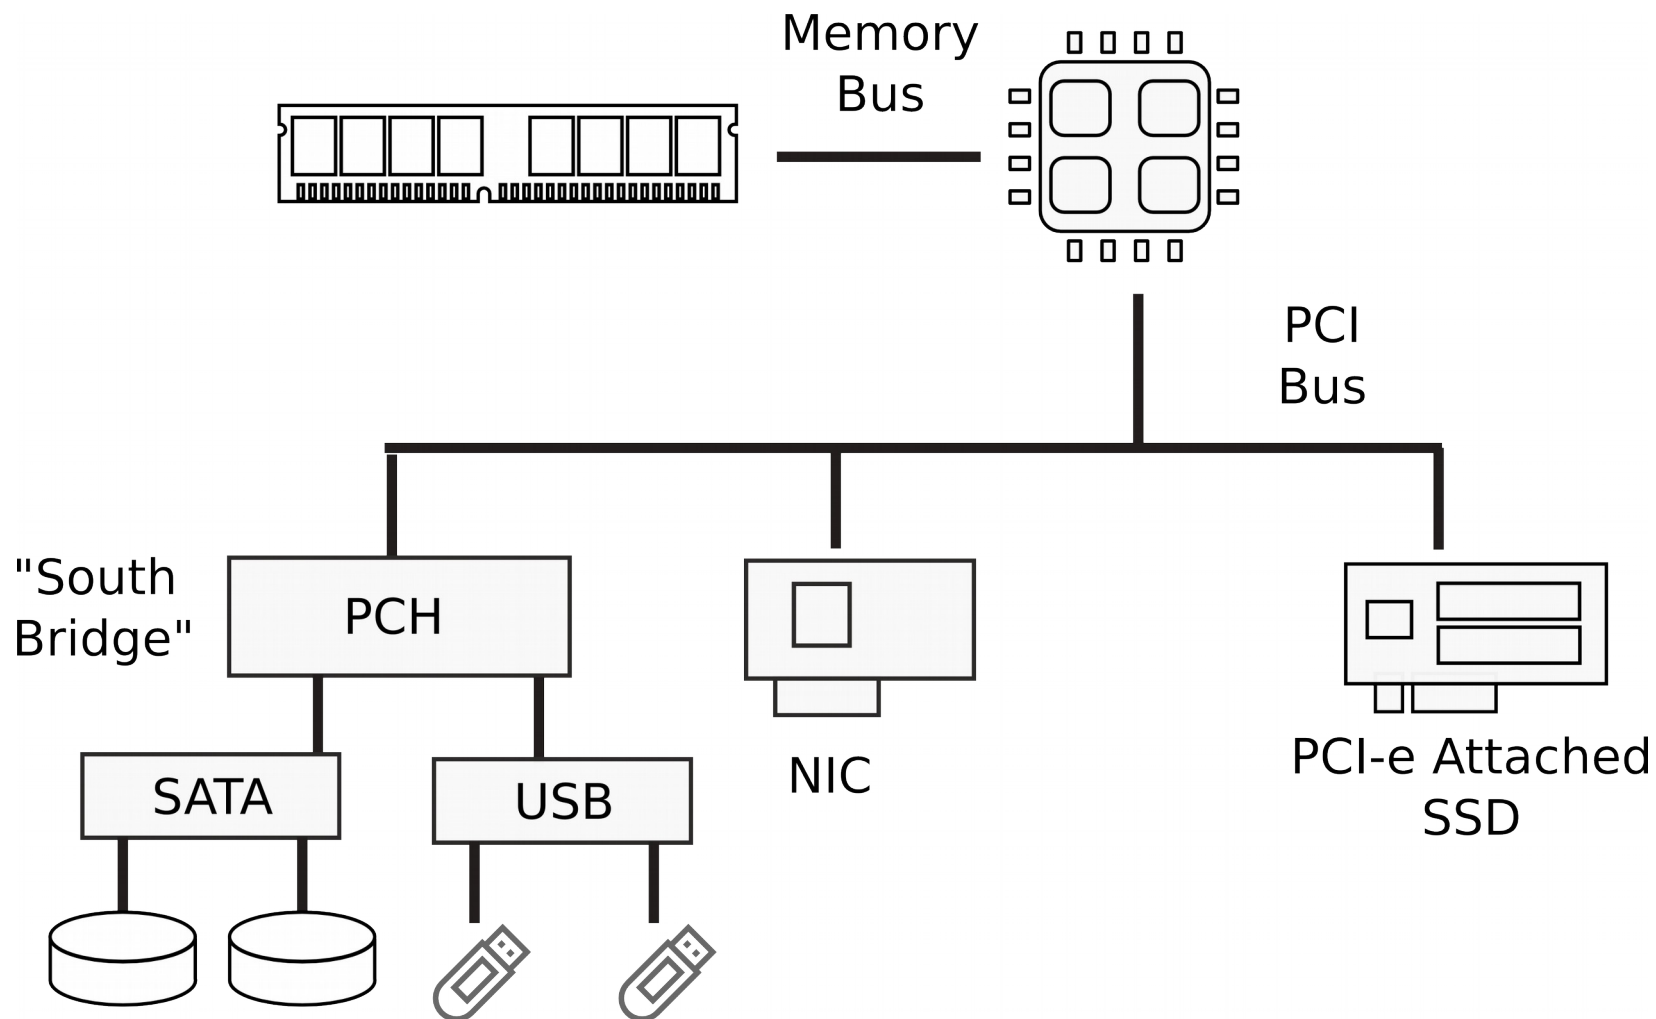 Memory
Bus
PCI
Bus
"South
Bridge"
PCH
SATA
USB
NIC
PCI-e Attached
SSD